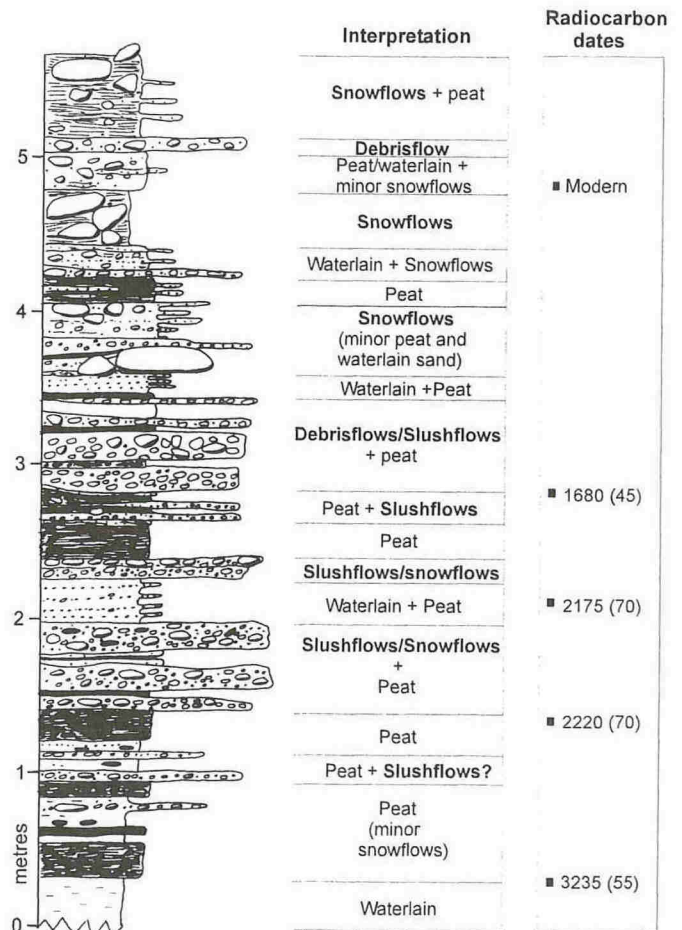 Interpretation
Radiocarbon
dates
Snowflows + peat
Debrisflow
Peat/waterlain +
minor snowflows
Modern
Snowflows
Waterlain + Snowflows
Peat
Snowflows
(minor peat and
waterlain sand)
Waterlain +Peat
Debrisflows/Slushflows
+ peat
1680 (45)
Peat + Slushflows
Peat
Slushflows/snowflows
Waterlain + Peat
2175 (70)
Slushflows/Snowflows
+
Peat
2220 (70)
Peat
Peat + Slushflows?
Peat
(minor
snowflows)
3235 (55)
Waterlain
5
4
3
2
1
0
metres